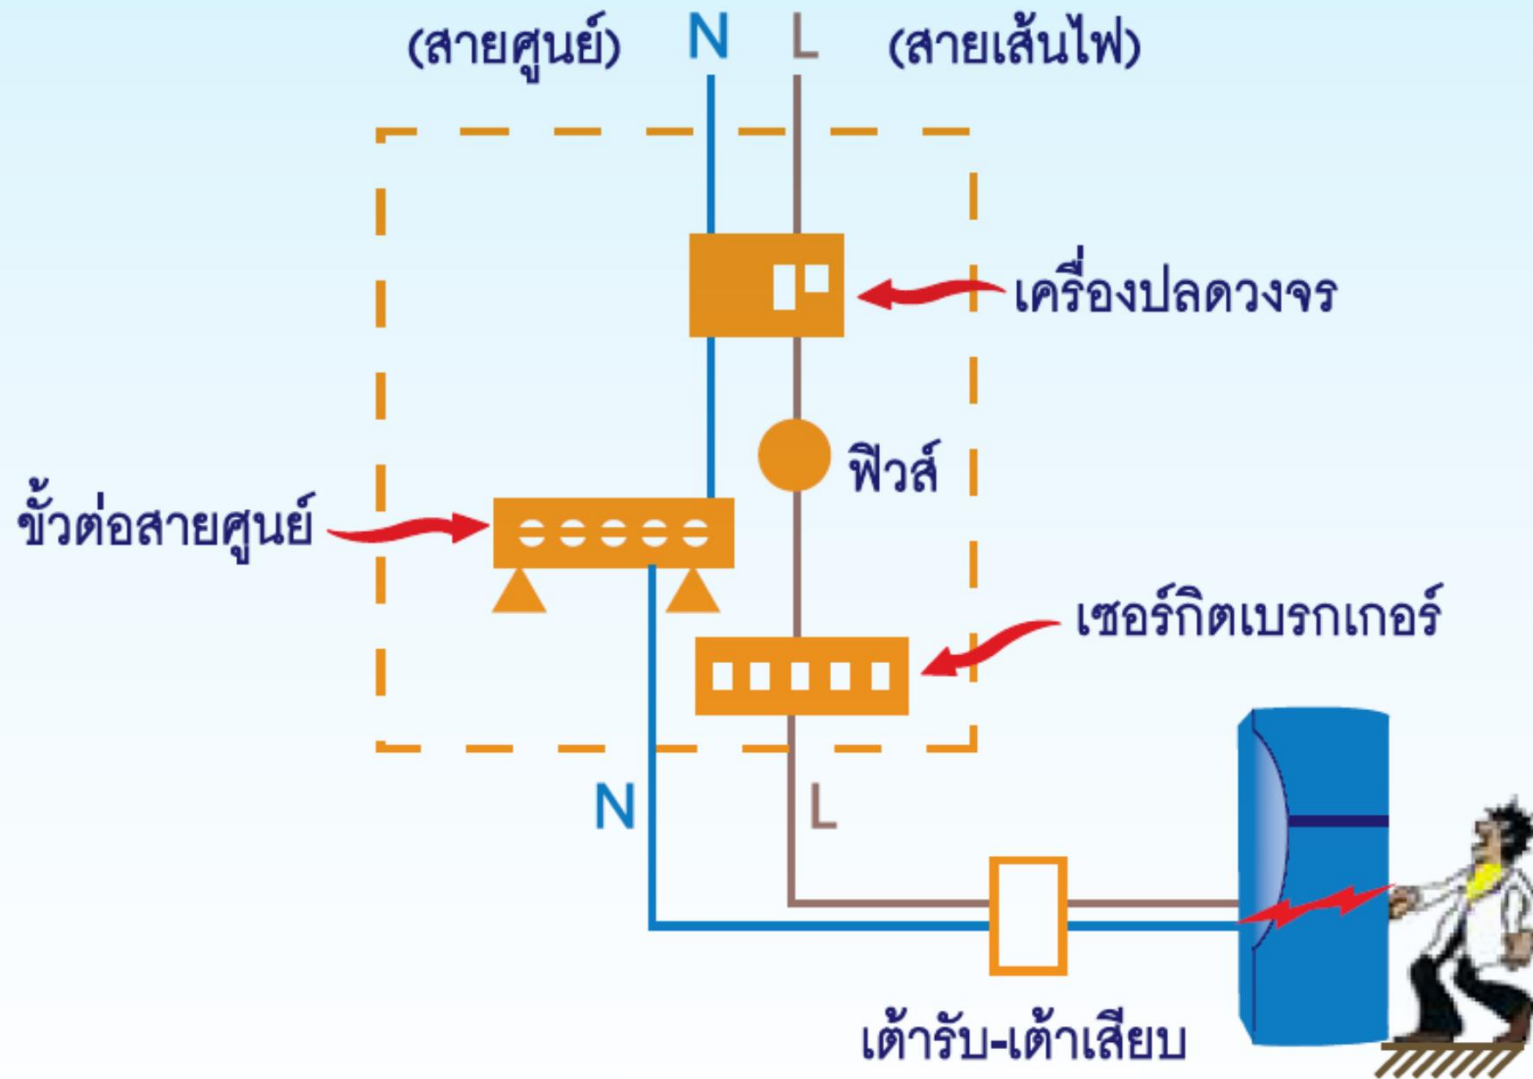 (สายศูนย์) N L (สายเส้นไฟ)
เครื่องปลดวงจร
ฟิวส์
ขั้วต่อสายศูนย์
เซอร์กิตเบรกเกอร์
N L
เต้ารับ-เต้าเสียบ